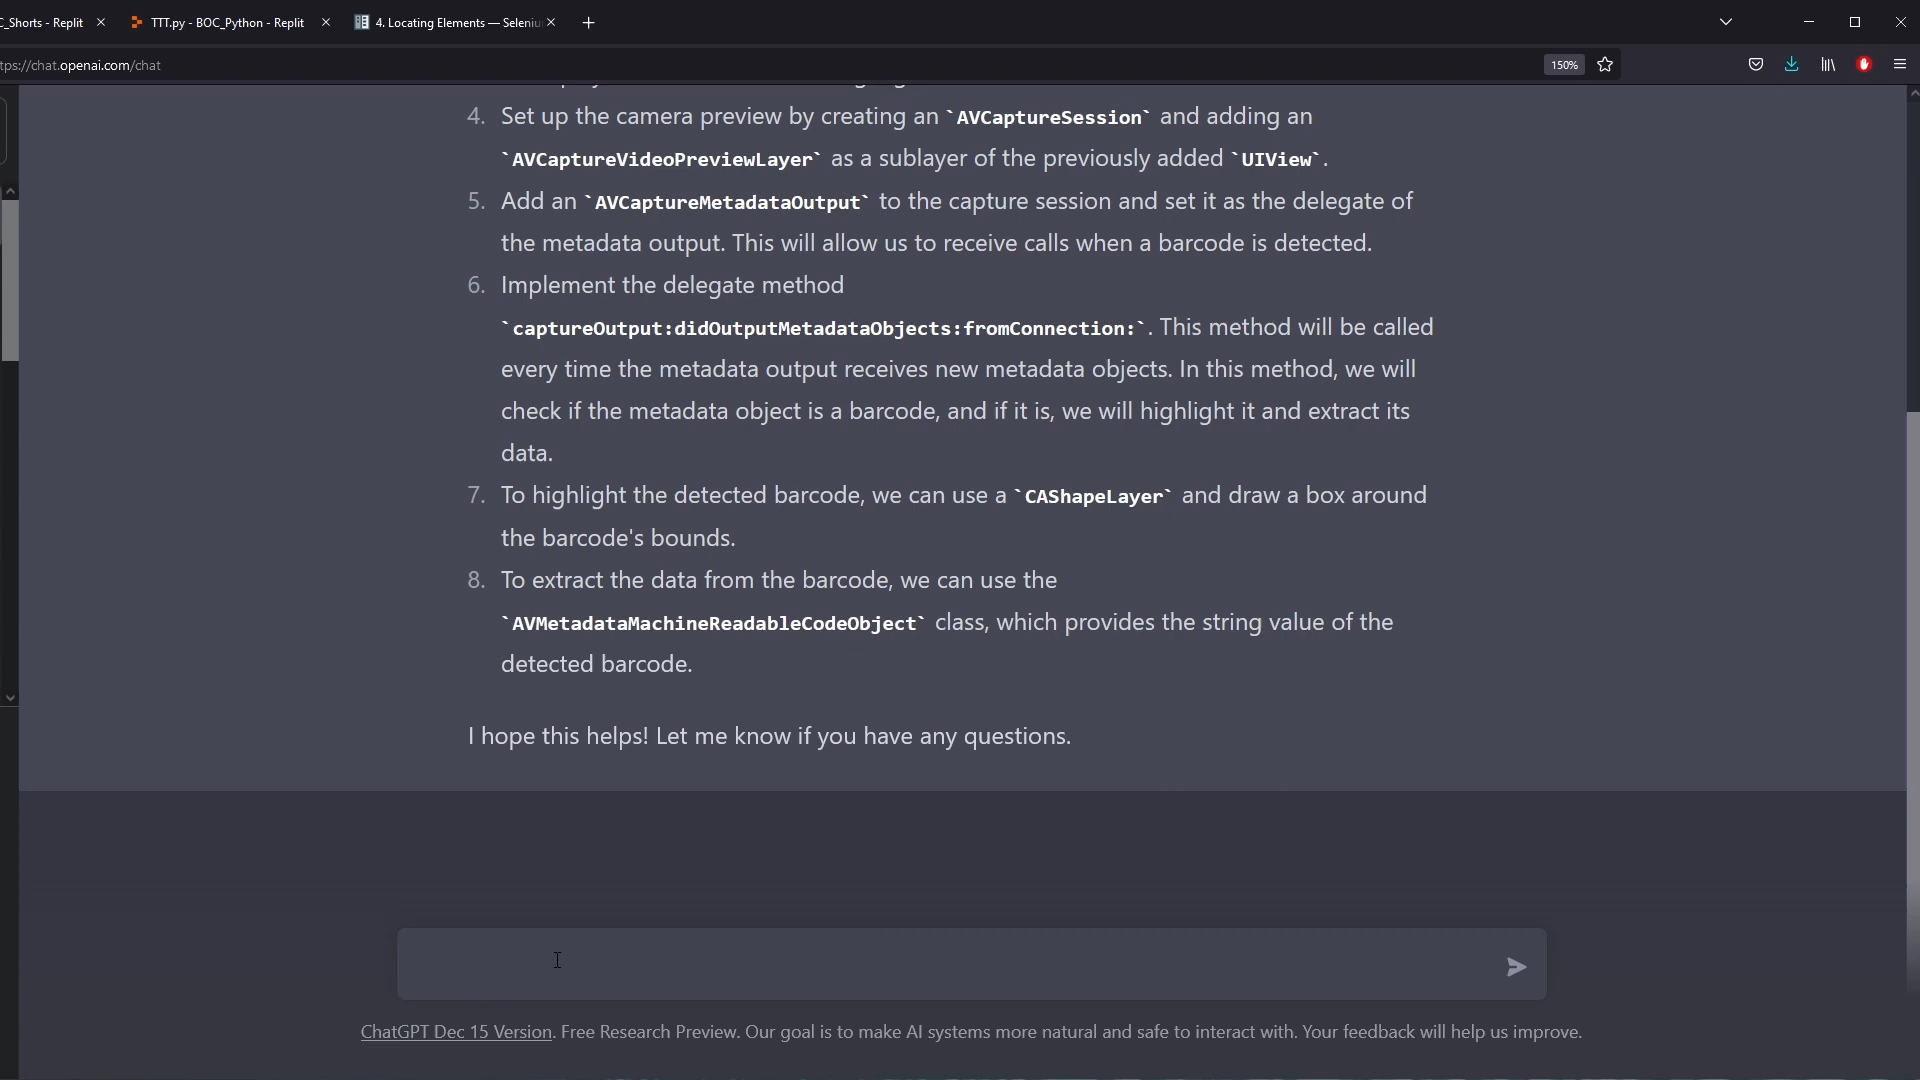 C_Shorts - Replit
TTT.py - BOC_Python - Replit
4. Locating Elements — Seleniu
tps://chat.openai.com/chat
150%
4. Set up the camera preview by creating an `AVCaptureSession` and adding an
`AVCaptureVideoPreviewLayer` as a sublayer of the previously added `UIView`.
5. Add an `AVCaptureMetadataOutput` to the capture session and set it as the delegate of
the metadata output. This will allow us to receive calls when a barcode is detected.
6. Implement the delegate method
`captureOutput:didOutputMetadataObjects:fromConnection:`. This method will be called
every time the metadata output receives new metadata objects. In this method, we will
check if the metadata object is a barcode, and if it is, we will highlight it and extract its
data.
7. To highlight the detected barcode, we can use a `CAShapeLayer` and draw a box around
the barcode's bounds.
8. To extract the data from the barcode, we can use the
`AVMetadataMachineReadableCodeObject` class, which provides the string value of the
detected barcode.
I hope this helps! Let me know if you have any questions.
ChatGPT Dec 15 Version. Free Research Preview. Our goal is to make AI systems more natural and safe to interact with. Your feedback will help us improve.